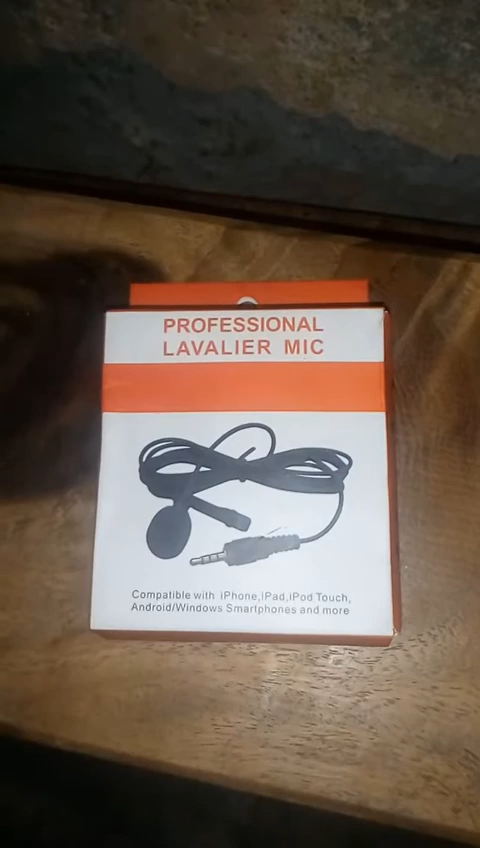 PROFESSIONAL
LAVALIER MIC
Compatible with iPhone,iPad,iPod Touch,
Android/Windows Smartphones and more